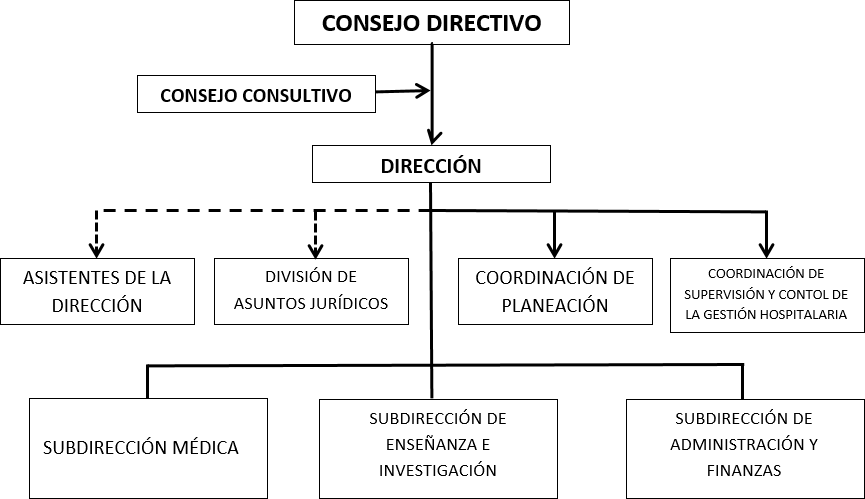 CONSEJO DIRECTIVO
CONSEJO CONSULTIVO
DIRECCIÓN
ASISTENTES DE LA
DIRECCIÓN
DIVISIÓN DE
ASUNTOS JURÍDICOS
COORDINACIÓN DE
PLANEACIÓN
COORDINACIÓN DE
SUPERVISIÓN Y CONTOL DE
LA GESTIÓN HOSPITALARIA
SUBDIRECCIÓN MÉDICA
SUBDIRECCIÓN DE
ENSEÑANZA E
INVESTIGACIÓN
SUBDIRECCIÓN DE
ADMINISTRACIÓN Y
FINANZAS